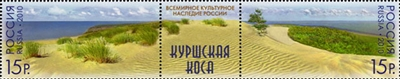 РОССИЯ
RUSSIA 2010
15р
ВСЕМИРНОЕ КУЛЬТУРНОЕ
НАСЛЕДИЕ РОССИИ
КУРШСКАЯ
КОСА
РОССИЯ
RUSSIA 2010
15р